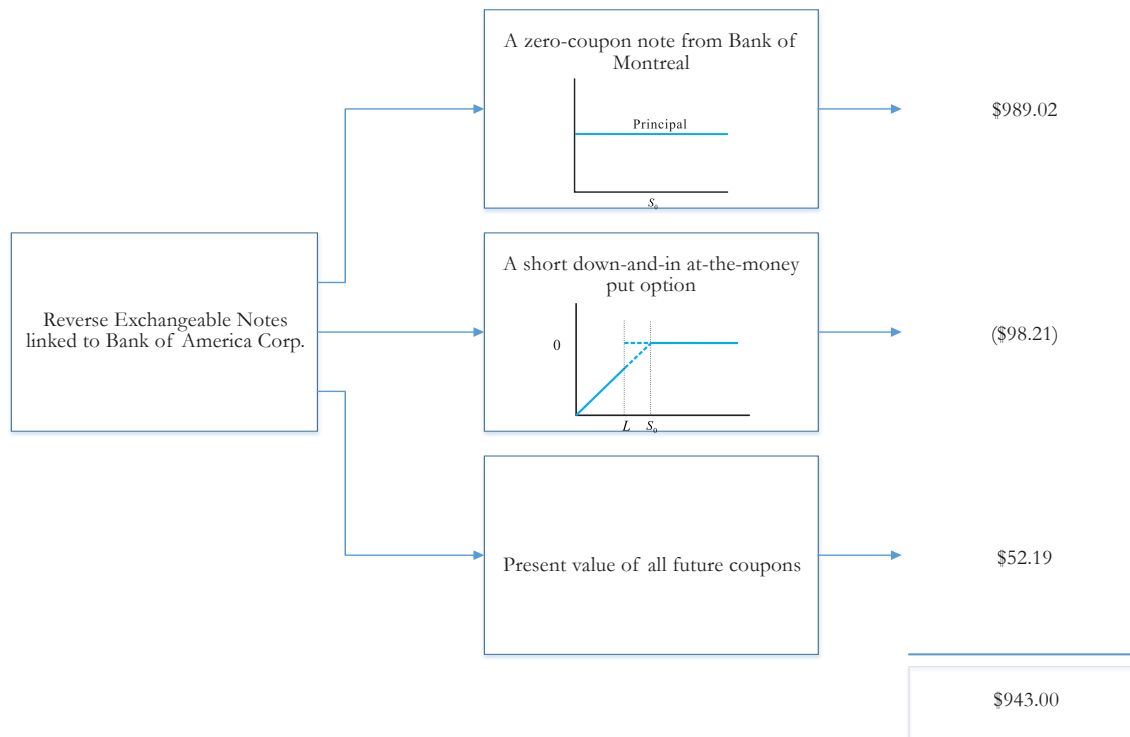 A zero-coupon note from Bank of
Montreal
Principal
S₀
$989.02
Reverse Exchangeable Notes
linked to Bank of America Corp.
A short down-and-in at-the-money
put option
0
L S₀
($98.21)
Present value of all future coupons
$52.19
$943.00